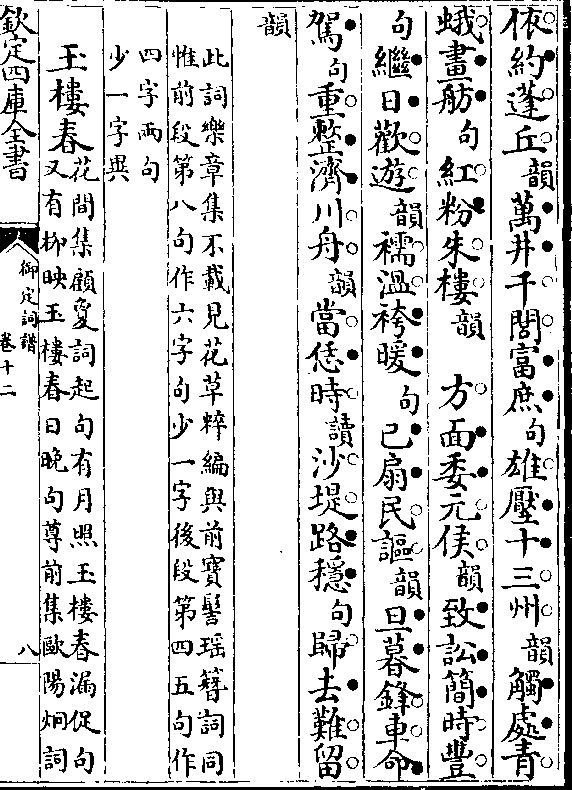 依約蓬丘韻萬井千閭富庶句雄壓十三州韻觸處青
蛾畫舫句紅粉朱樓韻　方面委元侯韻致訟簡時豐
句繼日歡遊韻襦温袴暖句已扇民謳韻旦暮鋒車命
駕句重整濟川舟韻當恁時讀沙堤路穩句歸去難留
韻
此詞樂章集不載見花草粹編與前寶髻瑶簪詞同
惟前段第八句作六字句少一字後段第四五句作
四字兩句
少一字異
玉樓春
花間集顧夐詞起句有月照玉樓春漏促句
又有柳映玉樓春日晚句尊前集歐陽炯詞
欽定四庫全書
御定詞譜
卷十二
八